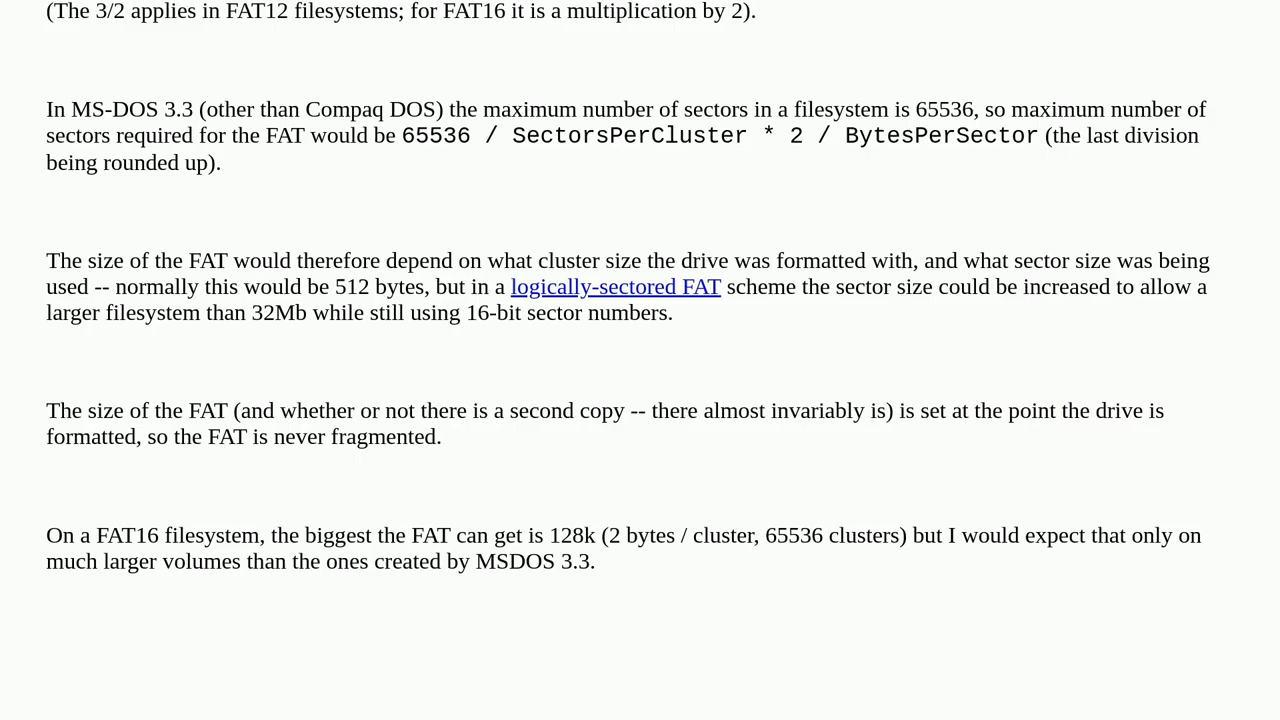 (The 3/2 applies in FAT12 filesystems; for FAT16 it is a multiplication by 2).
In MS-DOS 3.3 (other than Compaq DOS) the maximum number of sectors in a filesystem is 65536, so maximum number of
sectors required for the FAT would be 65536 / SectorsPerCluster * 2 / BytesPerSector (the last division
being rounded up).
The size of the FAT would therefore depend on what cluster size the drive was formatted with, and what sector size was being
used -- normally this would be 512 bytes, but in a logically-sectored FAT scheme the sector size could be increased to allow a
larger filesystem than 32Mb while still using 16-bit sector numbers.
The size of the FAT (and whether or not there is a second copy -- there almost invariably is) is set at the point the drive is
formatted, so the FAT is never fragmented.
On a FAT16 filesystem, the biggest the FAT can get is 128k (2 bytes / cluster, 65536 clusters) but I would expect that only on
much larger volumes than the ones created by MSDOS 3.3.